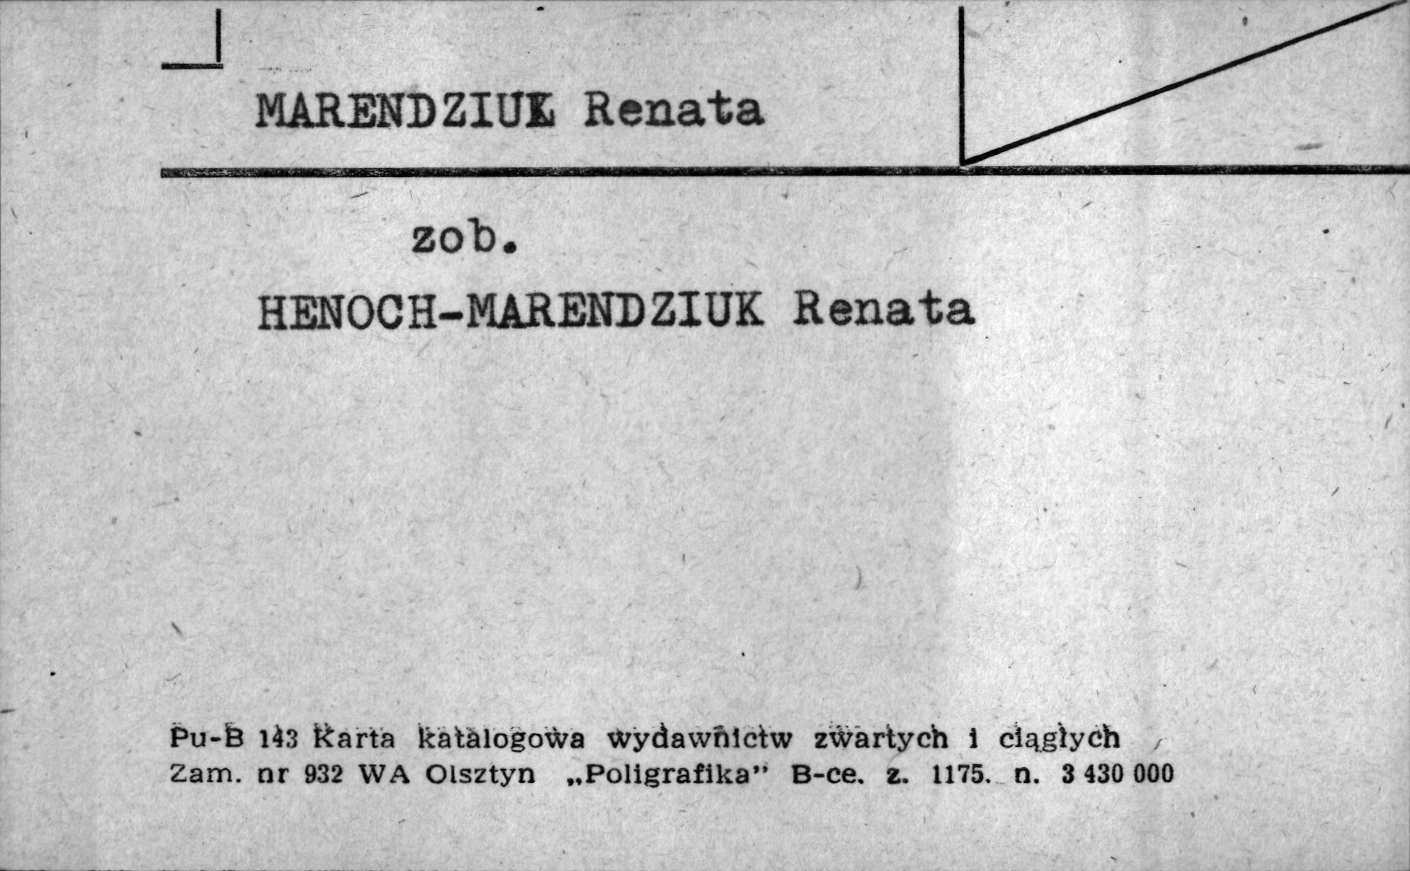 MARENDZIUK Renata
zob.
HENOCH-MARENDZIUK Renata
Pu-B 143 Karta katalogowa wydawnictw zwartych i ciągłych
Zam. nr 932 WA Olsztyn „Poligrafika” B-ce. z. 1175. n. 3 430 000